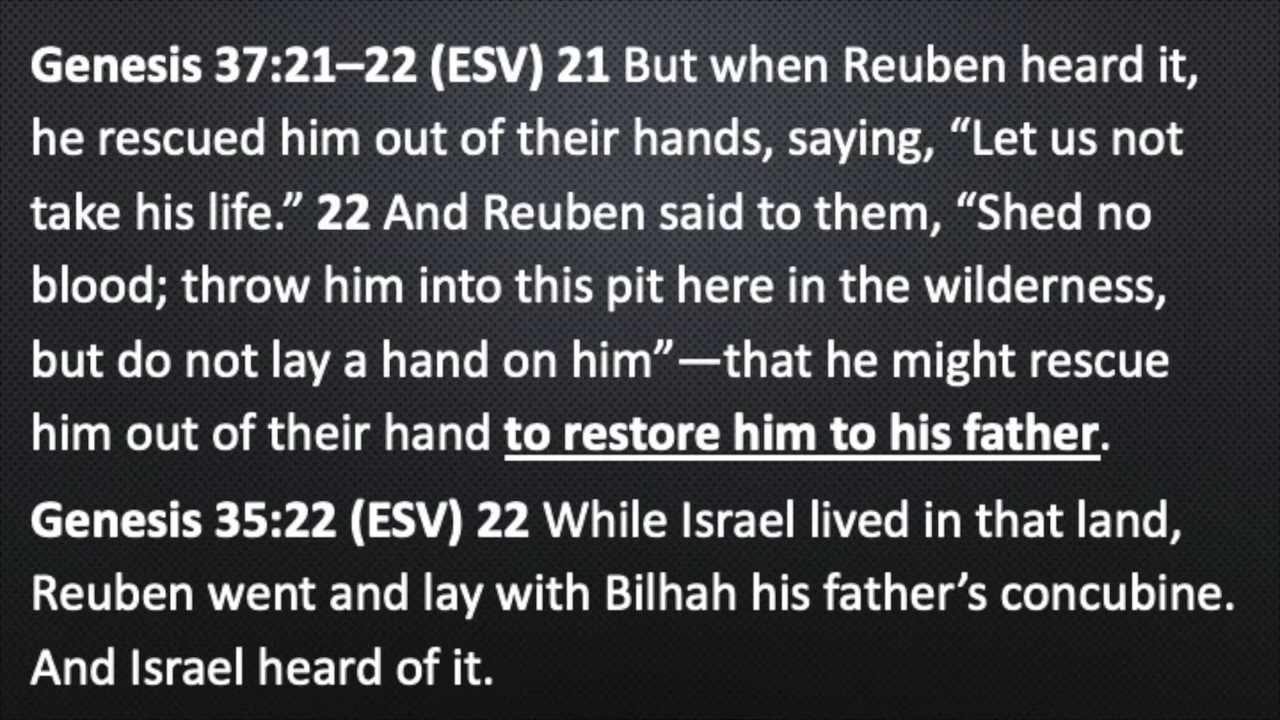 Genesis 37:21–22 (ESV) 21 But when Reuben heard it,
he rescued him out of their hands, saying, “Let us not
take his life.” 22 And Reuben said to them, “Shed no
blood; throw him into this pit here in the wilderness,
but do not lay a hand on him”—that he might rescue
him out of their hand to restore him to his father.
Genesis 35:22 (ESV) 22 While Israel lived in that land,
Reuben went and lay with Bilhah his father’s concubine.
And Israel heard of it.